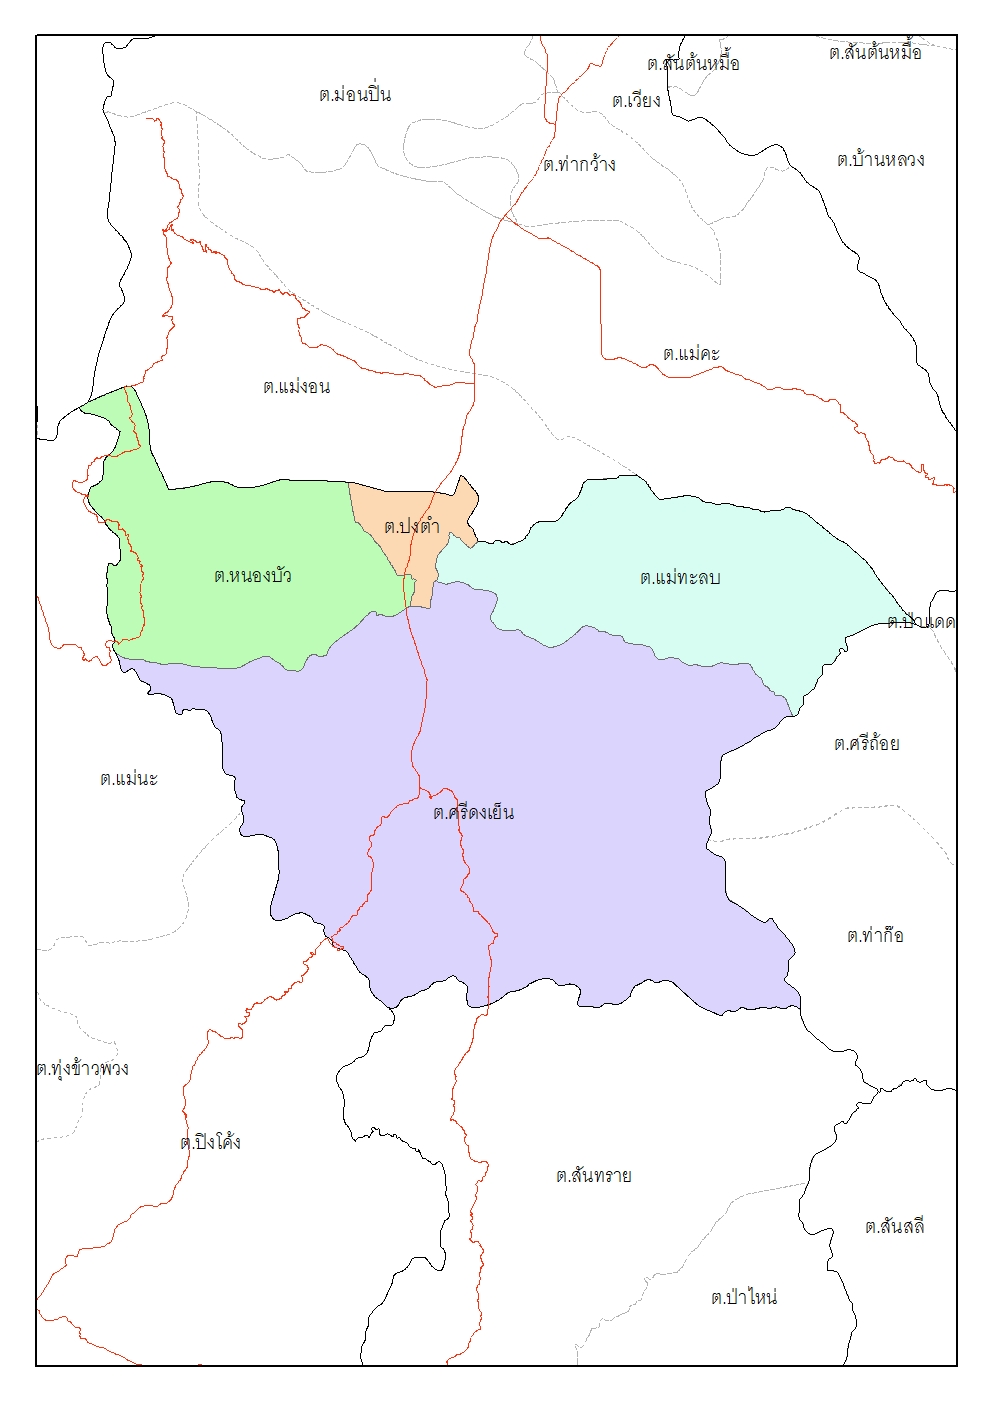 ต.สันต้นหมื้อ
ต.สันต้นหมื้อ
ต.ม่อนปิ่น
ต.เวียง
ต.ท่ากว้าง
ต.บ้านหลวง
ต.แม่คะ
ต.แม่งอน
ต.ปงตำ
ต.หนองบัว
ต.แม่ทะลบ
ต.ป่าแดด
ต.ศรีถ้อย
ต.แม่นะ
ต.ศรีดงเย็น
ต.ท่าก๊อ
ต.ทุ่งข้าวพวง
ต.ปิงโค้ง
ต.สันทราย
ต.สันสลี
ต.ป่าไหน่